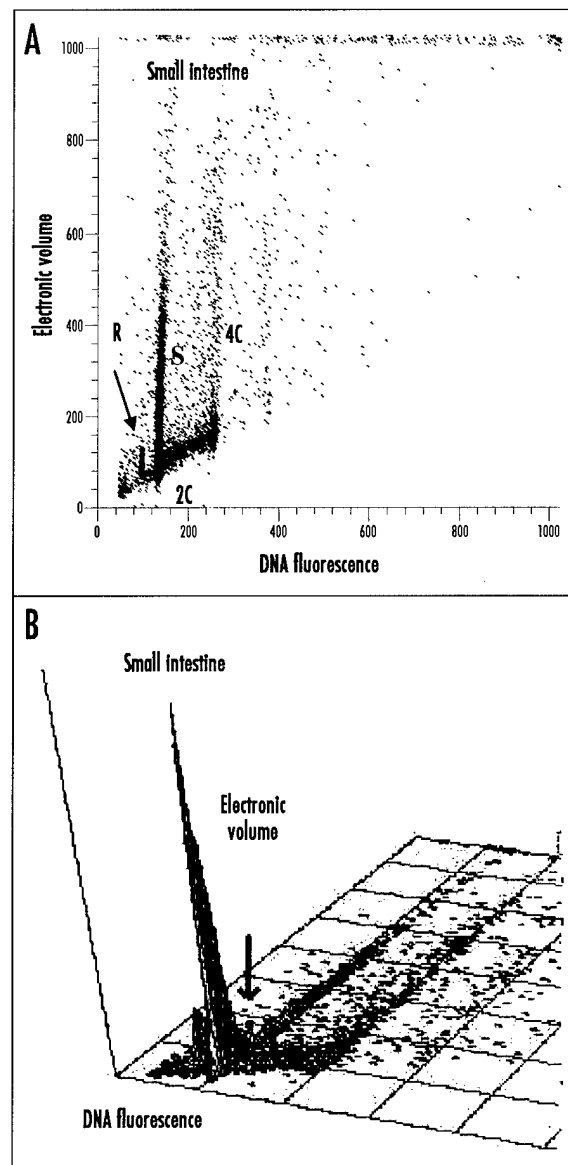 A
Small intestine
1000
800
600
400
200
0
Electronic volume
R
S
4C
2C
0
200
400
600
800
1000
DNA fluorescence
B
Small intestine
Electronic
volume
DNA fluorescence